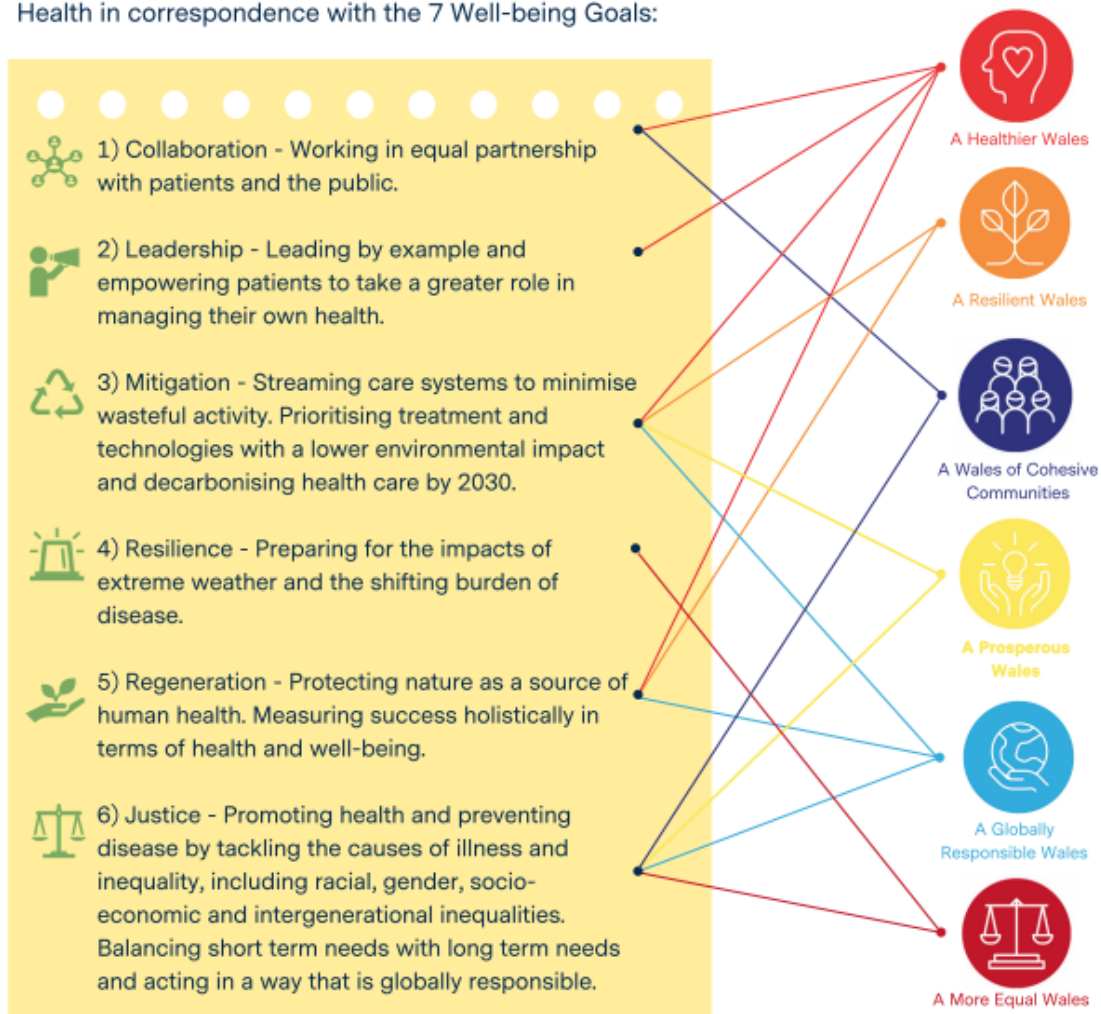 Health in correspondence with the 7 Well-being Goals:
1) Collaboration - Working in equal partnership
with patients and the public.
2) Leadership - Leading by example and
empowering patients to take a greater role in
managing their own health.
3) Mitigation - Streaming care systems to minimise
wasteful activity. Prioritising treatment and
technologies with a lower environmental impact
and decarbonising health care by 2030.
4) Resilience - Preparing for the impacts of
extreme weather and the shifting burden of
disease.
5) Regeneration - Protecting nature as a source of
human health. Measuring success holistically in
terms of health and well-being.
6) Justice - Promoting health and preventing
disease by tackling the causes of illness and
inequality, including racial, gender, socio-
economic and intergenerational inequalities.
Balancing short term needs with long term needs
and acting in a way that is globally responsible.
A Healthier Wales
A Resilient Wales
A Wales of Cohesive
Communities
A Prosperous
Wales
A Globally
Responsible Wales
A More Equal Wales